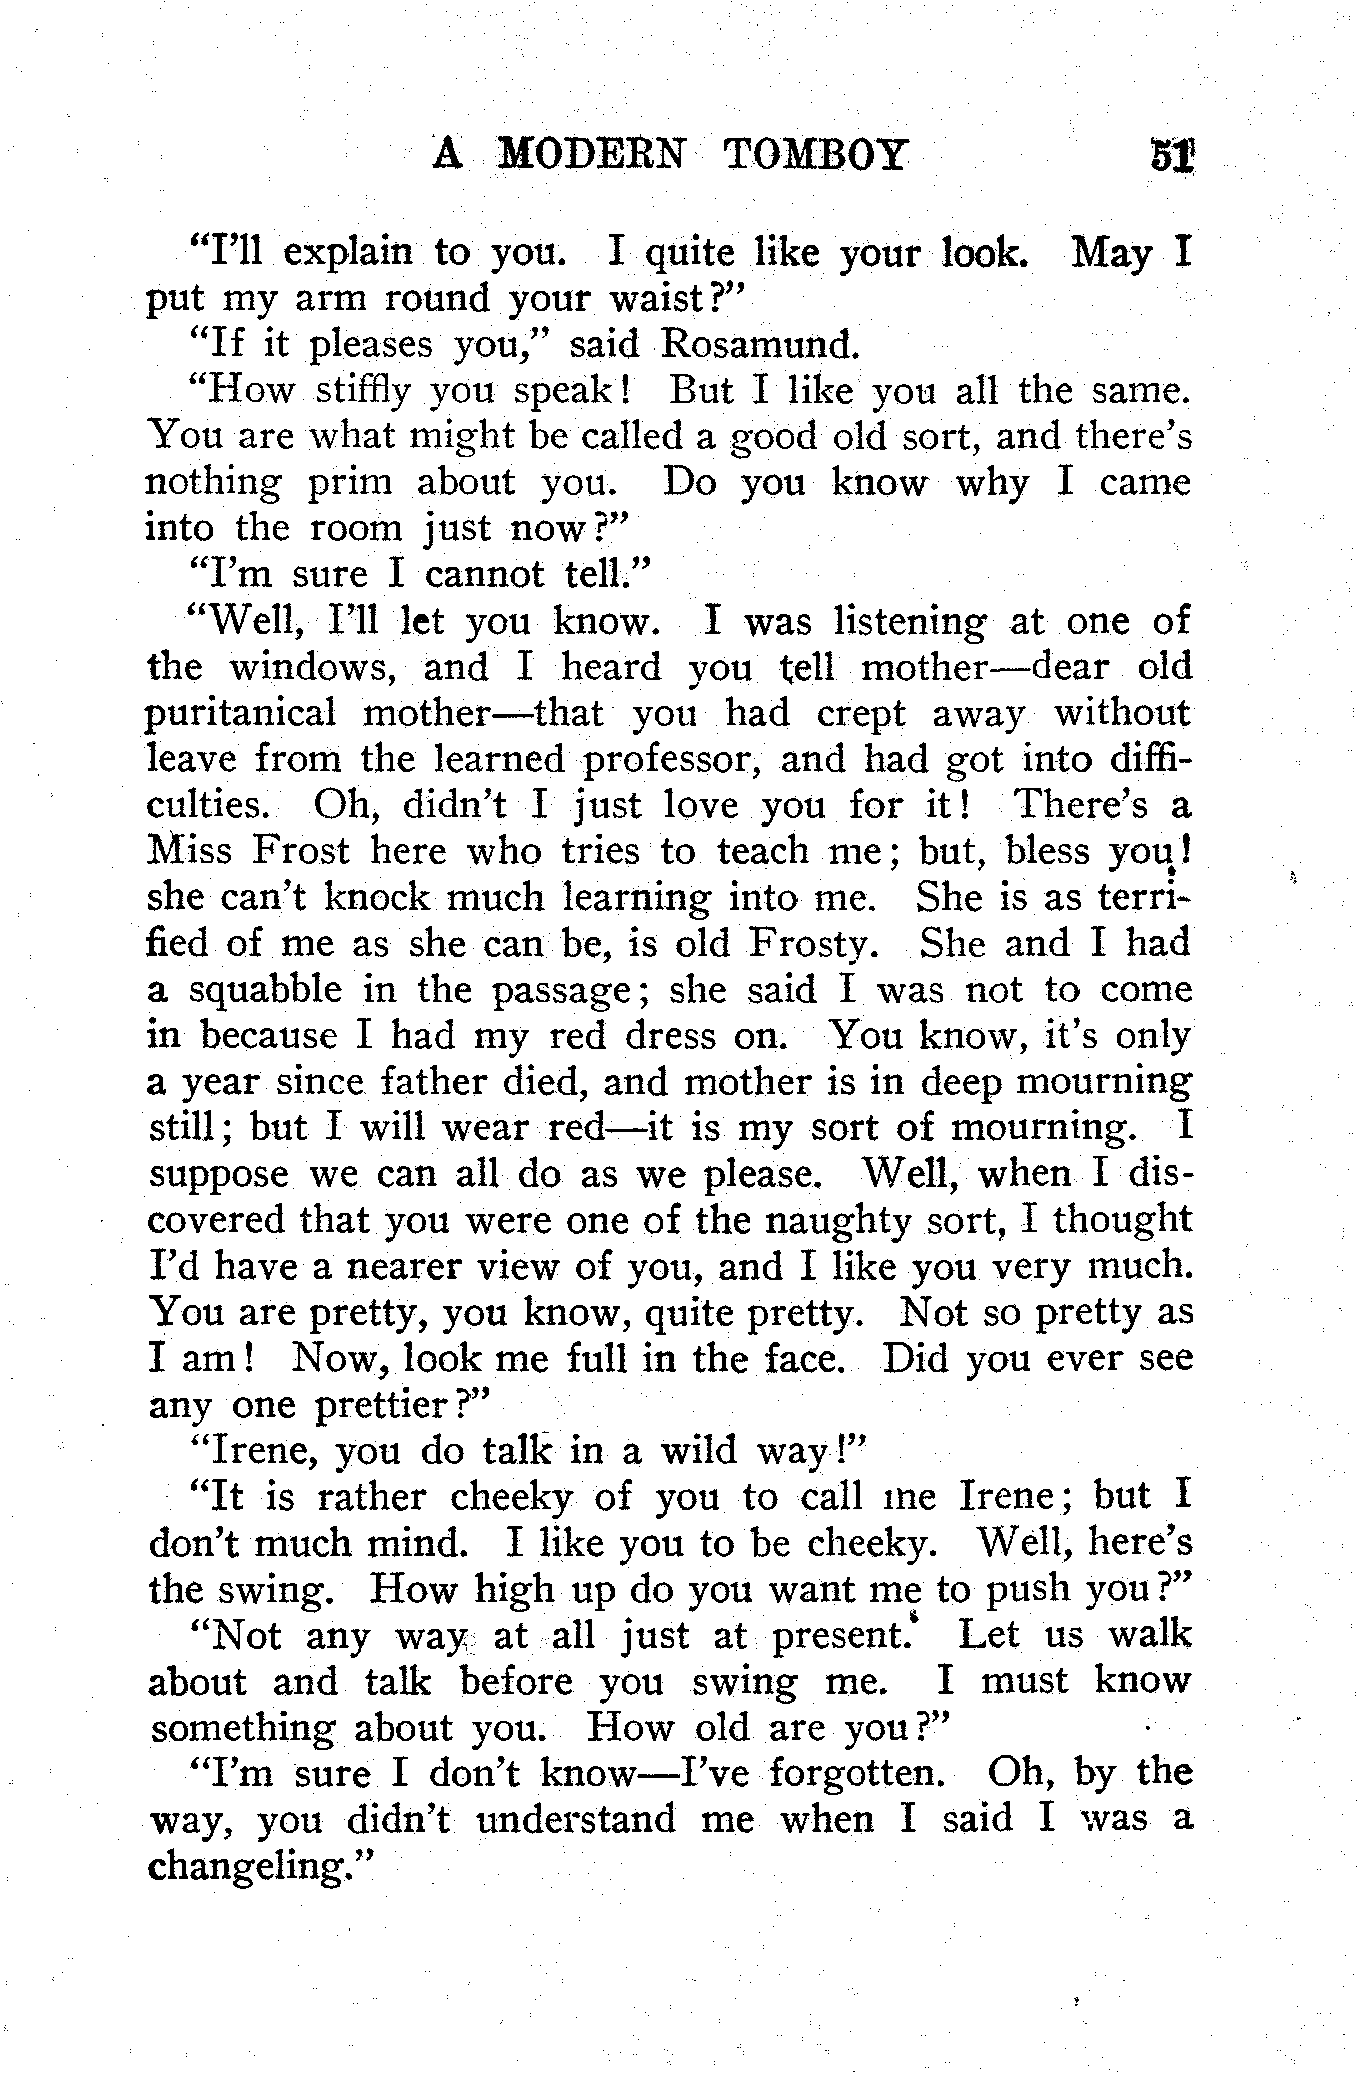 A MODERN TOMBOY 51
“I’ll explain to you. I quite like your look. May I
put my arm round your waist?”
“If it pleases you,” said Rosamund.
“How stiffly you speak! But I like you all the same.
You are what might be called a good old sort, and there’s
nothing prim about you. Do you know why I came
into the room just now?”
“I’m sure I cannot tell.”
“Well, I’ll let you know. I was listening at one of
the windows, and I heard you tell mother—dear old
puritanical mother—that you had crept away without
leave from the learned professor, and had got into diffi-
culties. Oh, didn’t I just love you for it! There’s a
Miss Frost here who tries to teach me; but, bless you!
she can’t knock much learning into me. She is as terri-
fied of me as she can be, is old Frosty. She and I had
a squabble in the passage; she said I was not to come
in because I had my red dress on. You know, it’s only
a year since father died, and mother is in deep mourning
still; but I will wear red—it is my sort of mourning. I
suppose we can all do as we please. Well, when I dis-
covered that you were one of the naughty sort, I thought
I’d have a nearer view of you, and I like you very much.
You are pretty, you know, quite pretty. Not so pretty as
I am! Now, look me full in the face. Did you ever see
any one prettier?”
“Irene, you do talk in a wild way!”
“It is rather cheeky of you to call me Irene; but I
don’t much mind. I like you to be cheeky. Well, here’s
the swing. How high up do you want me to push you?”
“Not any way at all just at present. Let us walk
about and talk before you swing me. I must know
something about you. How old are you?”
“I’m sure I don’t know—I’ve forgotten. Oh, by the
way, you didn’t understand me when I said I was a
changeling.”